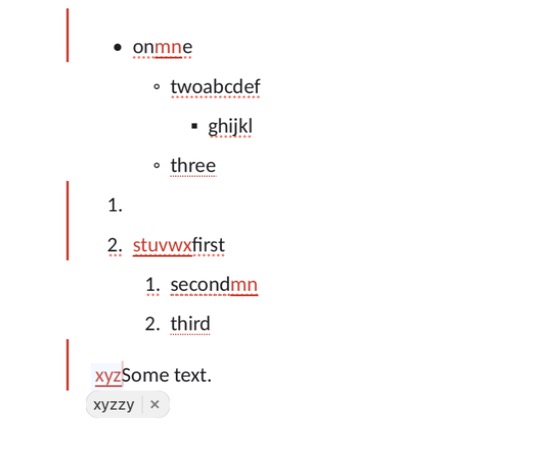 • onmne
◦ twoabcdef
▪ ghijkl
◦ three
1.
2. stuvwxfirst
1. secondmn
2. third
xyzSome text.
xyzzy ×